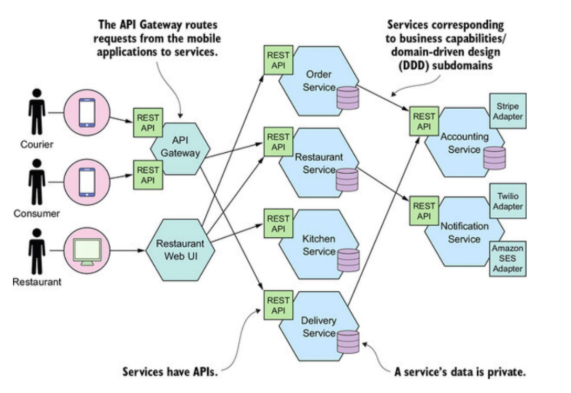 The API Gateway routes
requests from the mobile
applications to services.
Services corresponding
to business capabilities/
domain-driven design
(DDD) subdomains
Courier
REST
API
Consumer
REST
API
API
Gateway
Restaurant
Restaurant
Web UI
REST
API
Order
Service
REST
API
Restaurant
Service
REST
API
Kitchen
Service
REST
API
Delivery
Service
REST
API
Accounting
Service
Stripe
Adapter
REST
API
Notification
Service
Twilio
Adapter
Amazon
SES
Adapter
Services have APIs.
A service's data is private.